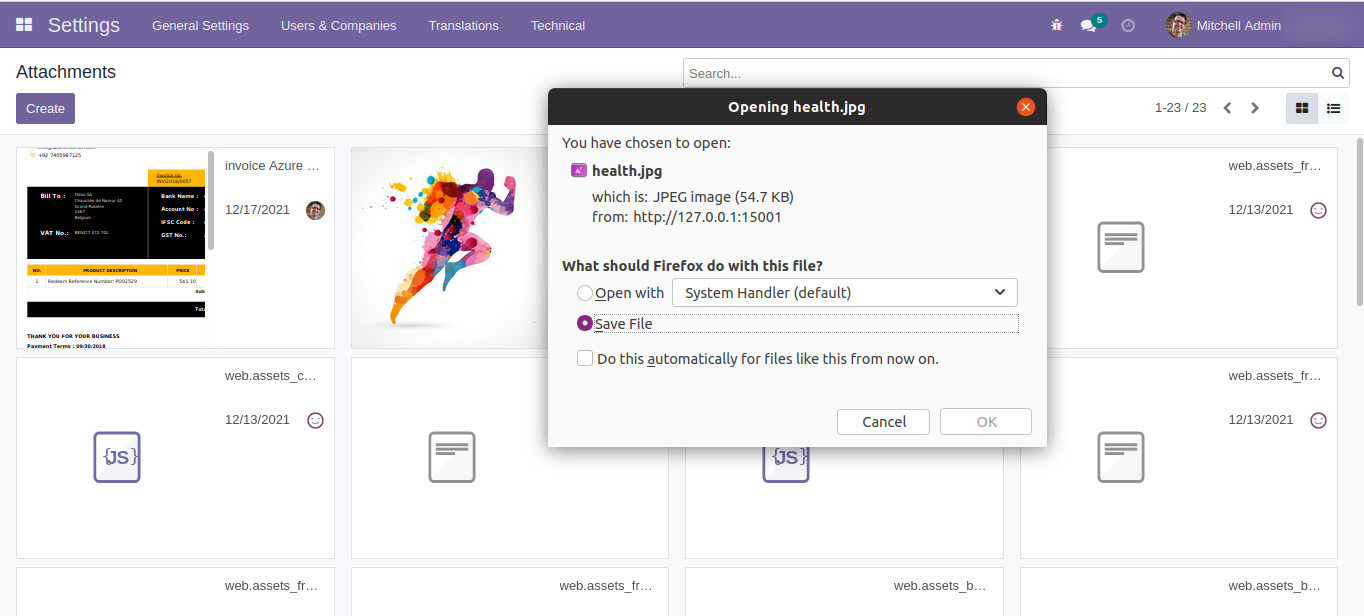 Settings General Settings Users & Companies Translations Technical 5 Mitchell Admin
Attachments
Search...
Create
1-23 / 23
Opening health.jpg
You have chosen to open:
health.jpg
which is: JPEG image (54.7 KB)
from: http://127.0.0.1:15001
What should Firefox do with this file?
Open with System Handler (default)
Save File
Do this automatically for files like this from now on.
Cancel OK
+92 7405987125
INV/2018/0057
Bill To :
Odoo SA
Chaussée de Namur 40
Grand-Rosière
1367
Belgium
VAT No.: BE0477.472.701
Bank Name :
Account No :
IFSC Code :
GST No.:
NO. PRODUCT DESCRIPTION PRICE
1 Redeem Reference Number: PO02529 541.10
Sub
Tota
THANK YOU FOR YOUR BUSINESS
Payment Terms : 09/30/2018
invoice Azure ...
12/17/2021
web.assets_fr...
12/13/2021
web.assets_c...
12/13/2021
{JS}
{JS}
web.assets_fr...
12/13/2021
web.assets_fr...
web.assets_fr...
web.assets_b...
web.assets_b...